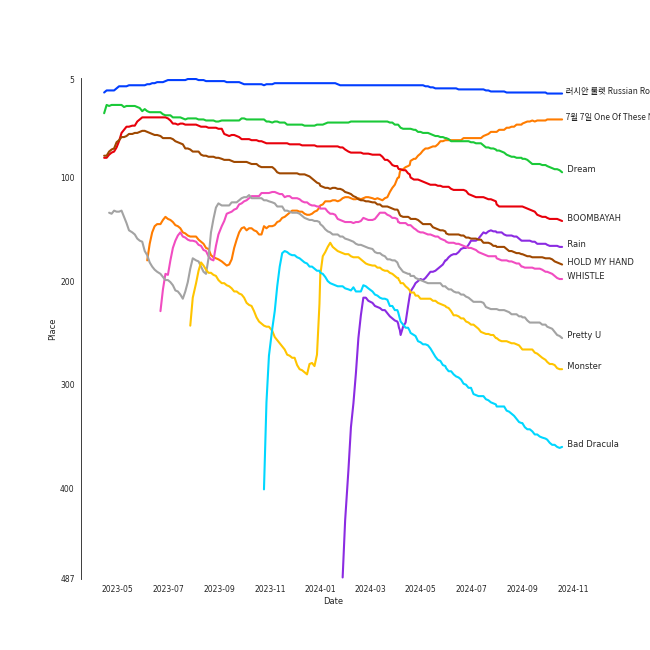 5
러시안 룰렛 Russian Ro
7월 7일 One Of These
Dream
100
BOOMBAYAH
Rain
HOLD MY HAND
WHISTLE
200
Place
Pretty U
Monster
300
Bad Dracula
400
487
2023-05 2023-07 2023-09 2023-11 2024-01 2024-03 2024-05 2024-07 2024-09 2024-11
Date